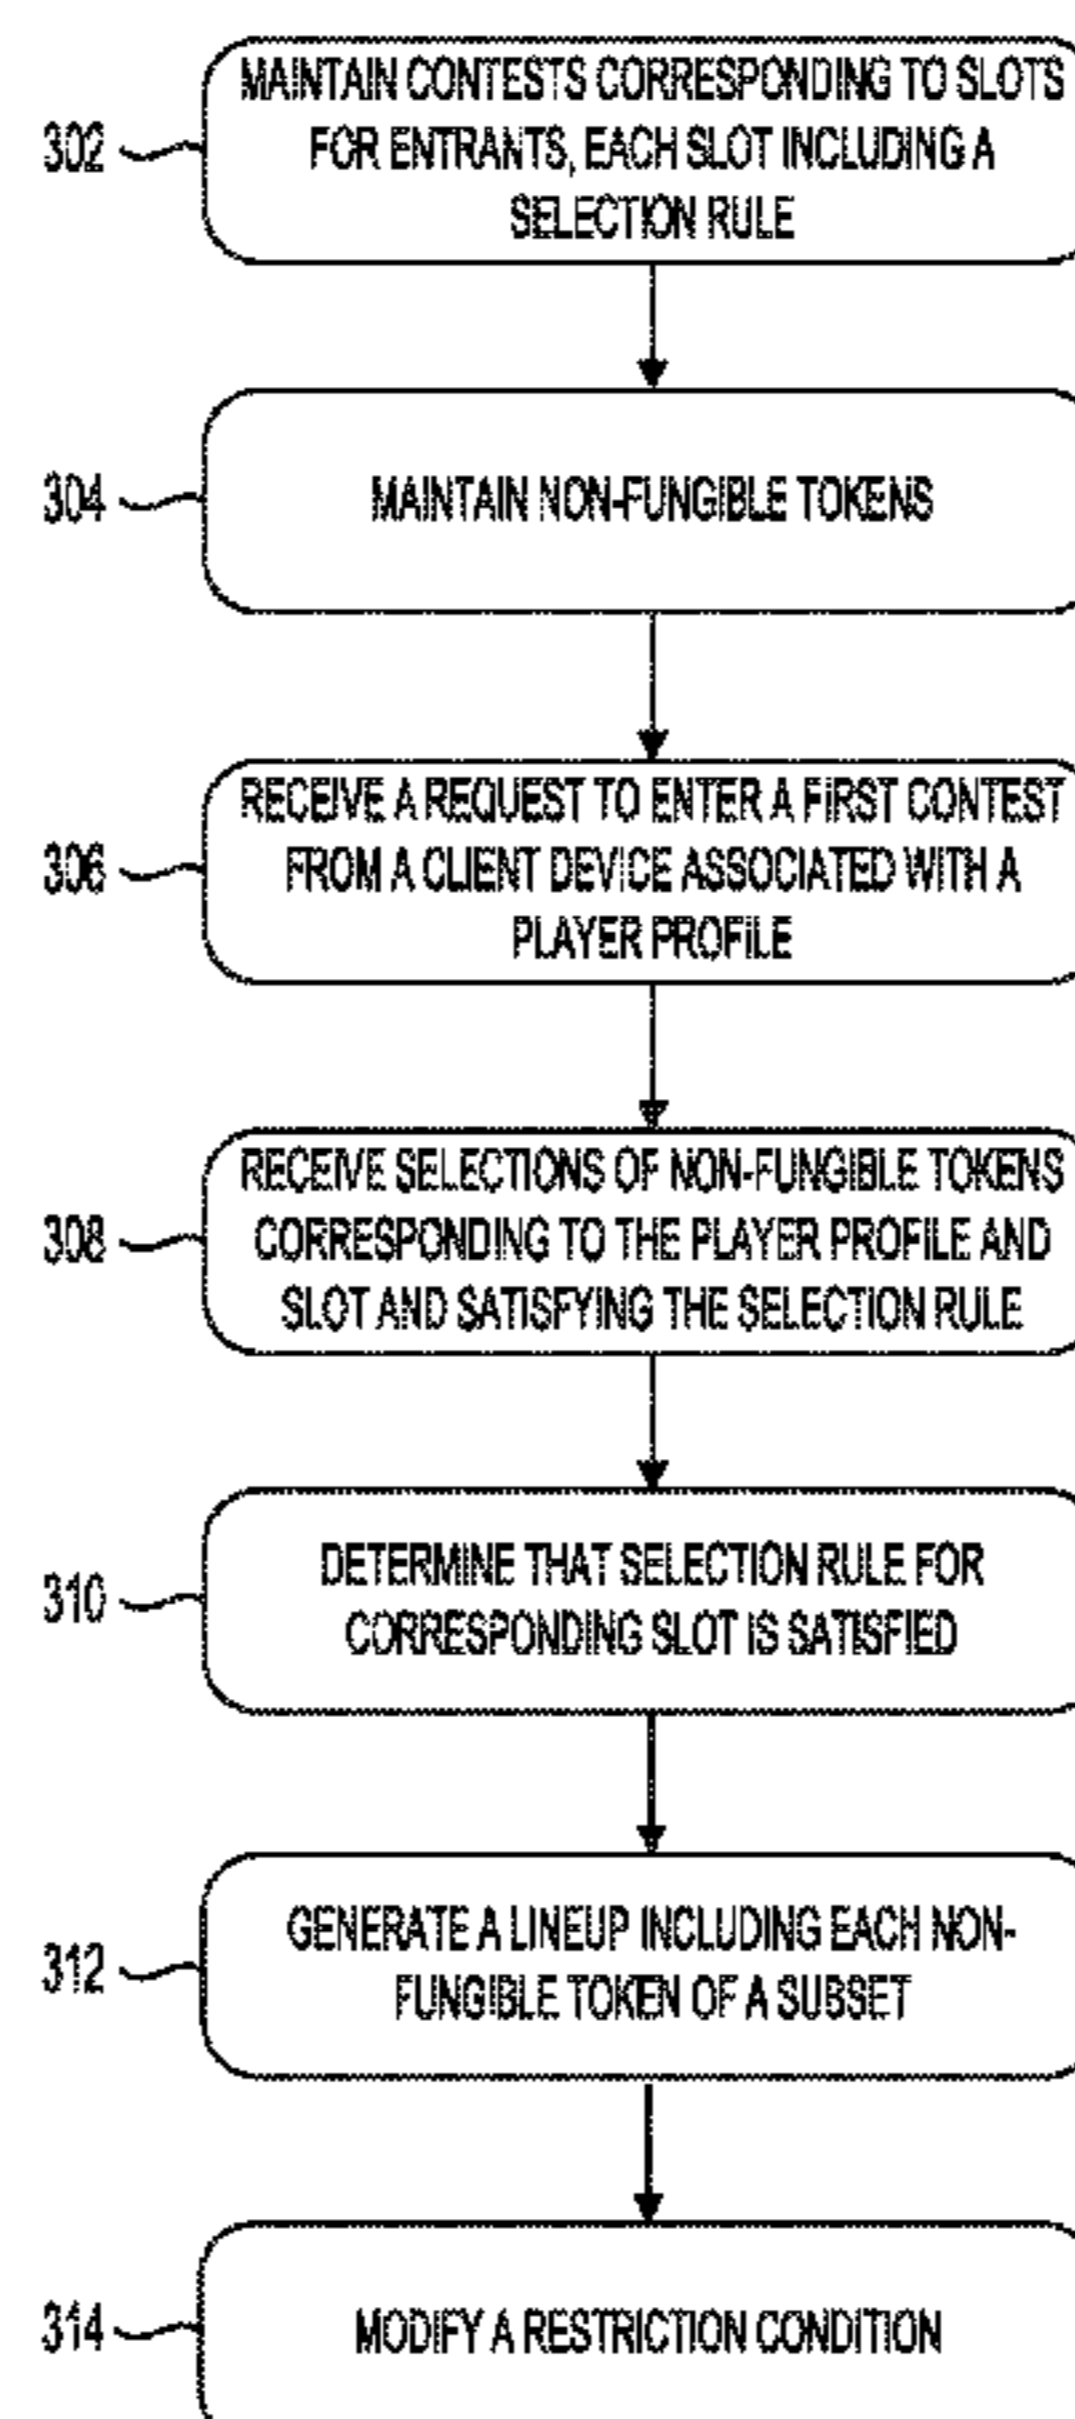 302
MAINTAIN CONTESTS CORRESPONDING TO SLOTS
FOR ENTRANTS, EACH SLOT INCLUDING A
SELECTION RULE
304
MAINTAIN NON-FUNGIBLE TOKENS
306
RECEIVE A REQUEST TO ENTER A FIRST CONTEST
FROM A CLIENT DEVICE ASSOCIATED WITH A
PLAYER PROFILE
308
RECEIVE SELECTIONS OF NON-FUNGIBLE TOKENS
CORRESPONDING TO THE PLAYER PROFILE AND
SLOT AND SATISFYING THE SELECTION RULE
310
DETERMINE THAT SELECTION RULE FOR
CORRESPONDING SLOT IS SATISFIED
312
GENERATE A LINEUP INCLUDING EACH NON-
FUNGIBLE TOKEN OF A SUBSET
314
MODIFY A RESTRICTION CONDITION